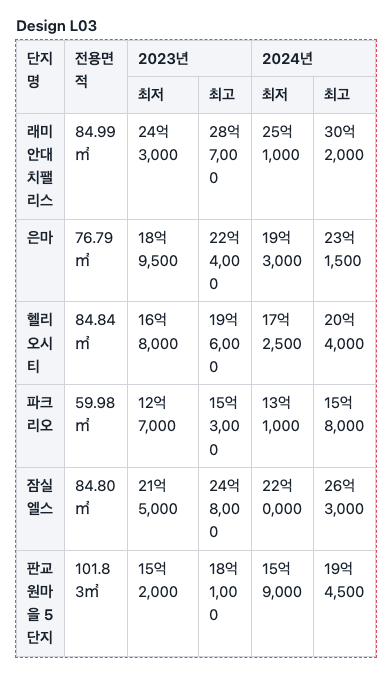 Design L03
단지
명
전용면
적
2023년
2024년
최저
최고
최저
최고
래미
안대
치팰
리스
84.99
㎡
24억
3,000
28억
7,00
0
25억
1,000
30억
2,000
은마
76.79
㎡
18억
9,500
22억
4,00
0
19억
3,000
23억
1,500
헬리
오시
티
84.84
㎡
16억
8,000
19억
6,00
0
17억
2,500
20억
4,000
파크
리오
59.98
㎡
12억
7,000
15억
3,00
0
13억
1,000
15억
8,000
잠실
엘스
84.80
㎡
21억
5,000
24억
8,00
0
22억
0,000
26억
3,000
판교
원마
을 5
단지
101.8
3㎡
15억
2,000
18억
1,00
0
15억
9,000
19억
4,500